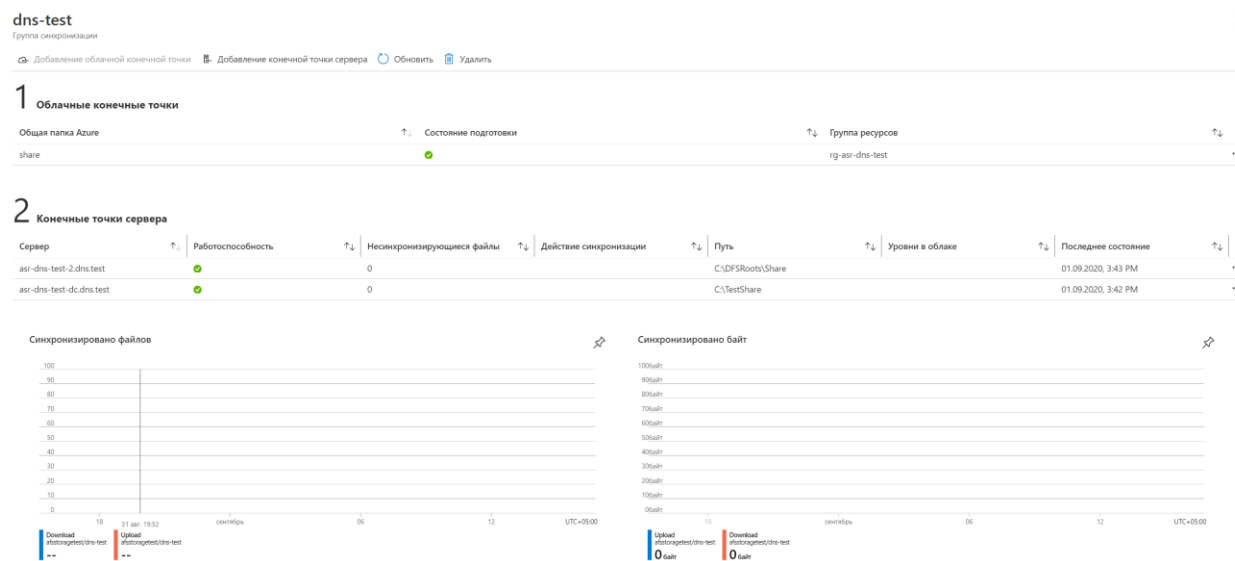 dns-test
Группа синхронизации
Добавление облачной конечной точки Добавление конечной точки сервера Обновить Удалить
1 Облачные конечные точки
Общая папка Azure Состояние подготовки Группа ресурсов
share rg-asr-dns-test
2 Конечные точки сервера
Сервер Работоспособность Несинхронизирующиеся файлы Действие синхронизации Путь Уровни в облаке Последнее состояние
asr-dns-test-2.dns.test 0 C:\DFSRoots\Share 01.09.2020, 3:43 PM
asr-dns-test-dc.dns.test 0 C:\TestShare 01.09.2020, 3:42 PM
Синхронизировано файлов
100
90
80
70
60
50
40
30
20
10
0
18 31 авг. 19:52 сентябрь 06 12 UTC+05:00
Download Upload
afsstoragetest/dns-test afsstoragetest/dns-test
-- --
Синхронизировано байт
100байт
90байт
80байт
70байт
60байт
50байт
40байт
30байт
20байт
10байт
0байт
18 сентябрь 06 12 UTC+05:00
Upload Download
afsstoragetest/dns-test afsstoragetest/dns-test
0 байт 0 байт